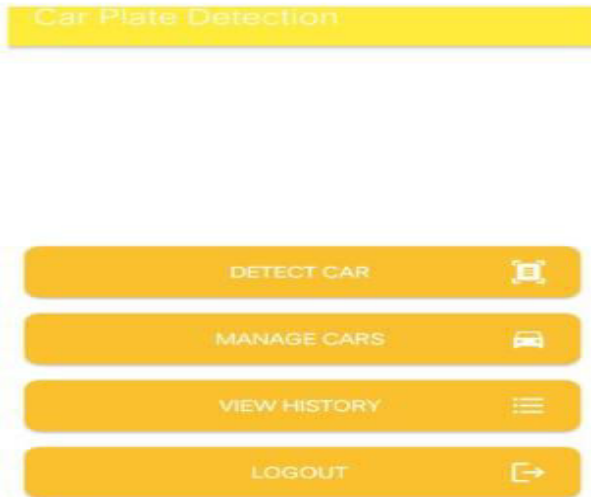 Car Plate Detection
DETECT CAR
MANAGE CARS
VIEW HISTORY
LOGOUT